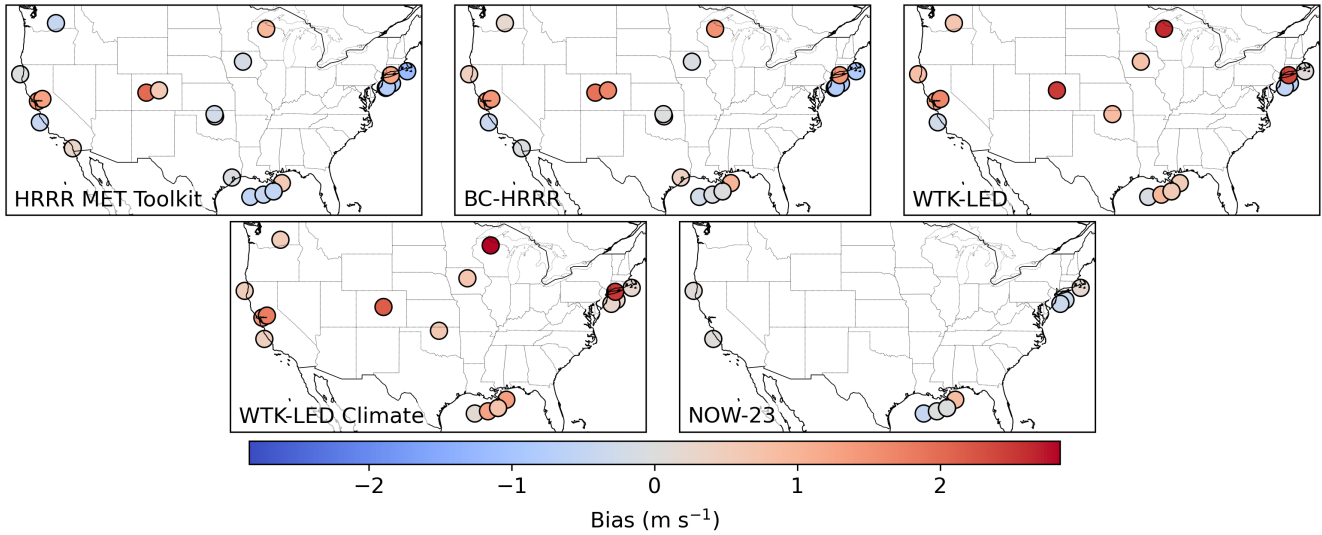 HRRR MET Toolkit
BC-HRRR
WTK-LED
WTK-LED Climate
NOW-23
−2 −1 0 1 2
Bias (m s⁻¹)